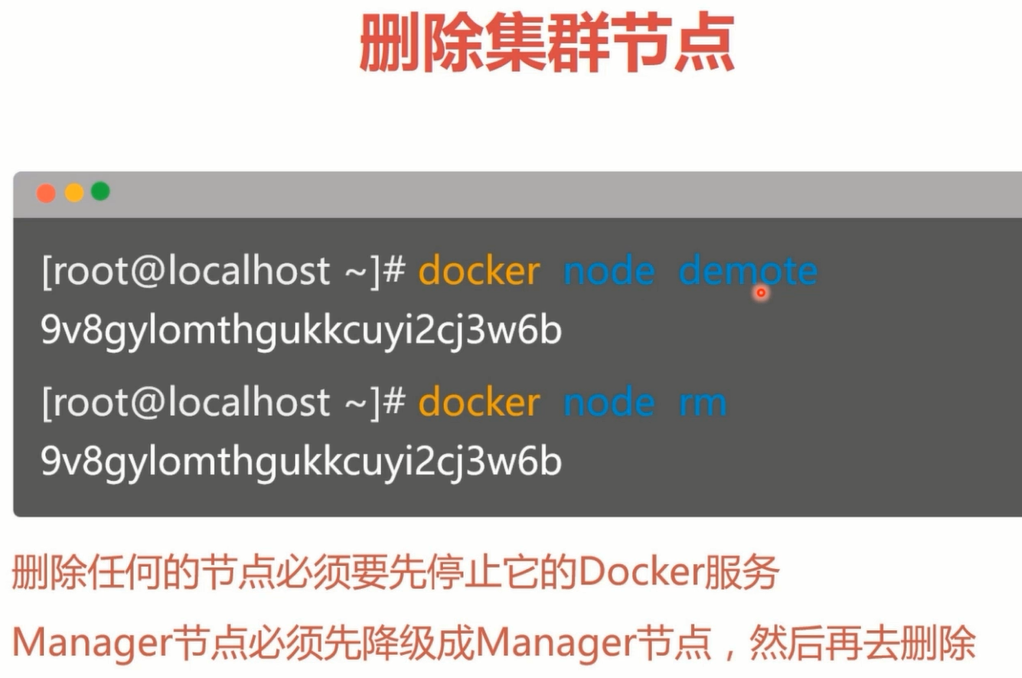 删除集群节点
[root@localhost ~]# docker node demote
9v8gylomthgukkcuyi2cj3w6b
[root@localhost ~]# docker node rm
9v8gylomthgukkcuyi2cj3w6b
删除任何的节点必须要先停止它的Docker服务
Manager节点必须先降级成Manager节点，然后再去删除